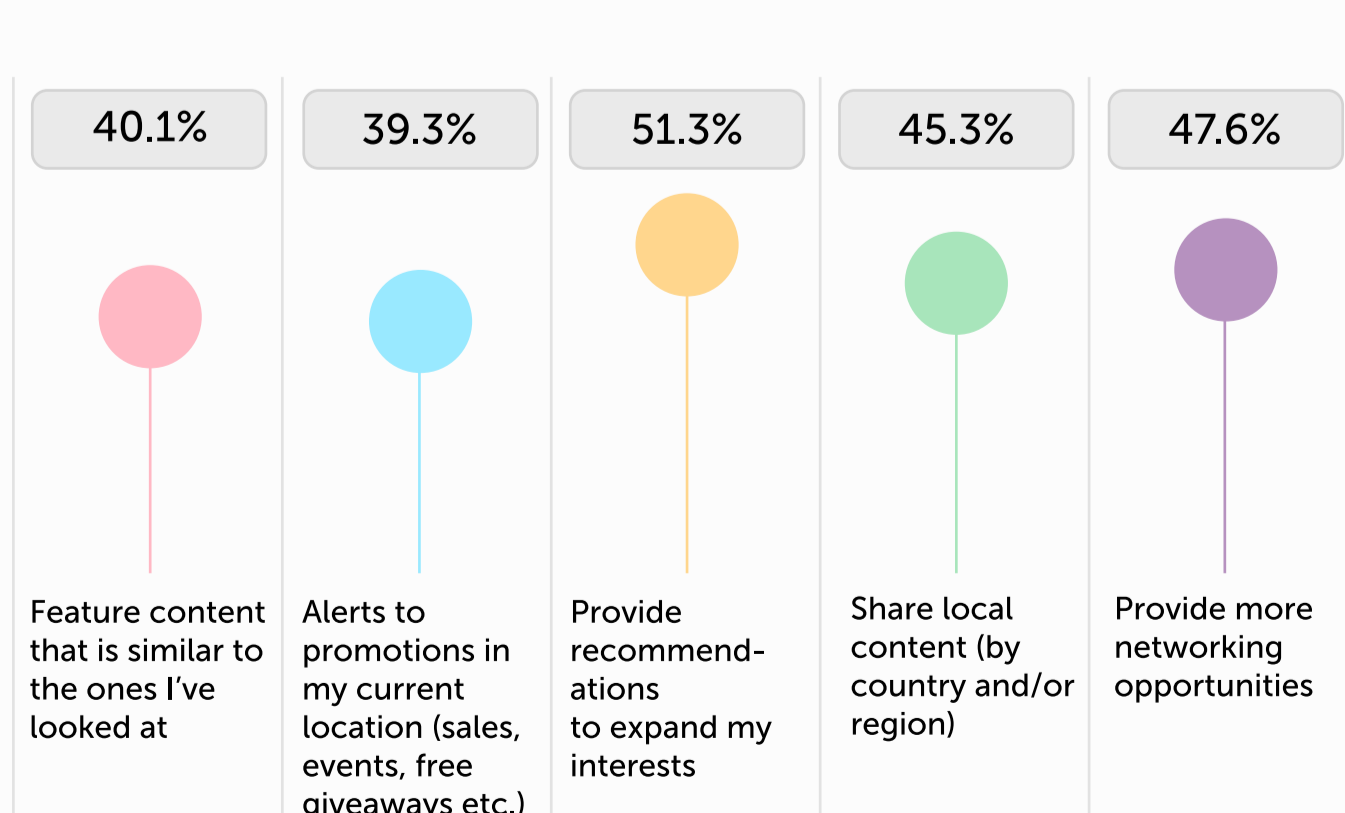 40.1%
39.3%
51.3%
45.3%
47.6%
Feature content
that is similar to
the ones I’ve
looked at
Alerts to
promotions in
my current
location (sales,
events, free
giveaways etc.)
Provide
recommend-
ations
to expand my
interests
Share local
content (by
country and/or
region)
Provide more
networking
opportunities